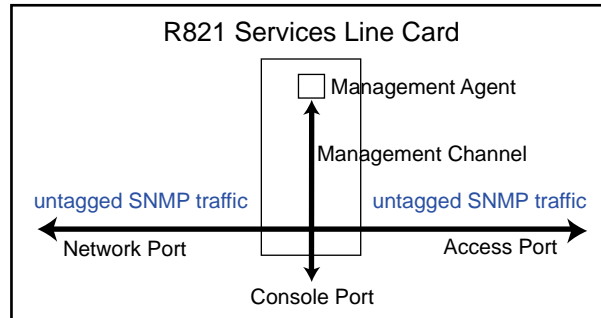 R821 Services Line Card
Management Agent
Management Channel
untagged SNMP traffic
untagged SNMP traffic
Network Port
Access Port
Console Port